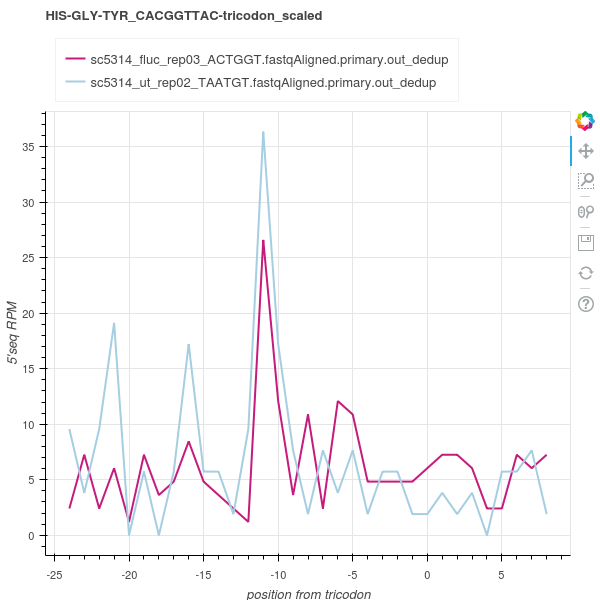 HIS-GLY-TYR_CACGGTTAC-tricodon_scaled
sc5314_fluc_rep03_ACTGGT.fastqAligned.primary.out_dedup
sc5314_ut_rep02_TAATGT.fastqAligned.primary.out_dedup
35
30
25
20
15
10
5
0
5'seq RPM
-25 -20 -15 -10 -5 0 5
position from tricodon